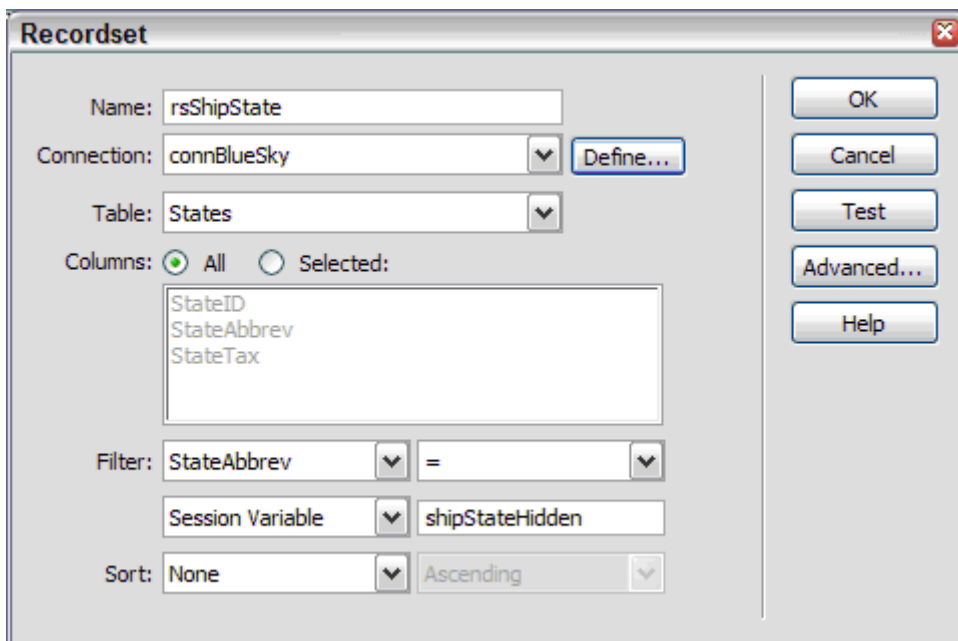 Recordset
Name: rsShipState
OK
Connection: connBlueSky Define...
Cancel
Table: States
Test
Columns: All Selected:
Advanced...
StateID
StateAbbrev
StateTax
Help
Filter: StateAbbrev =
Session Variable shipStateHidden
Sort: None Ascending